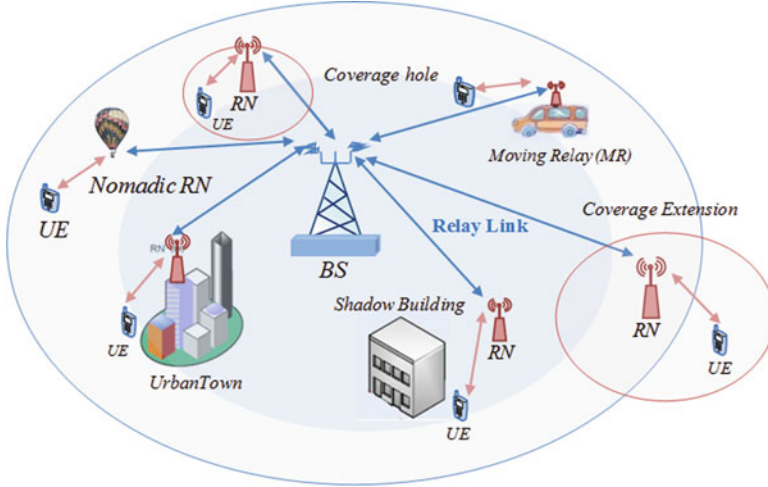 Coverage hole
RN
UE
Moving Relay (MR)
Nomadic RN
UE
Coverage Extension
Relay Link
RN
BS
Shadow Building
RN
RN
UE
UE
UrbanTown
UE